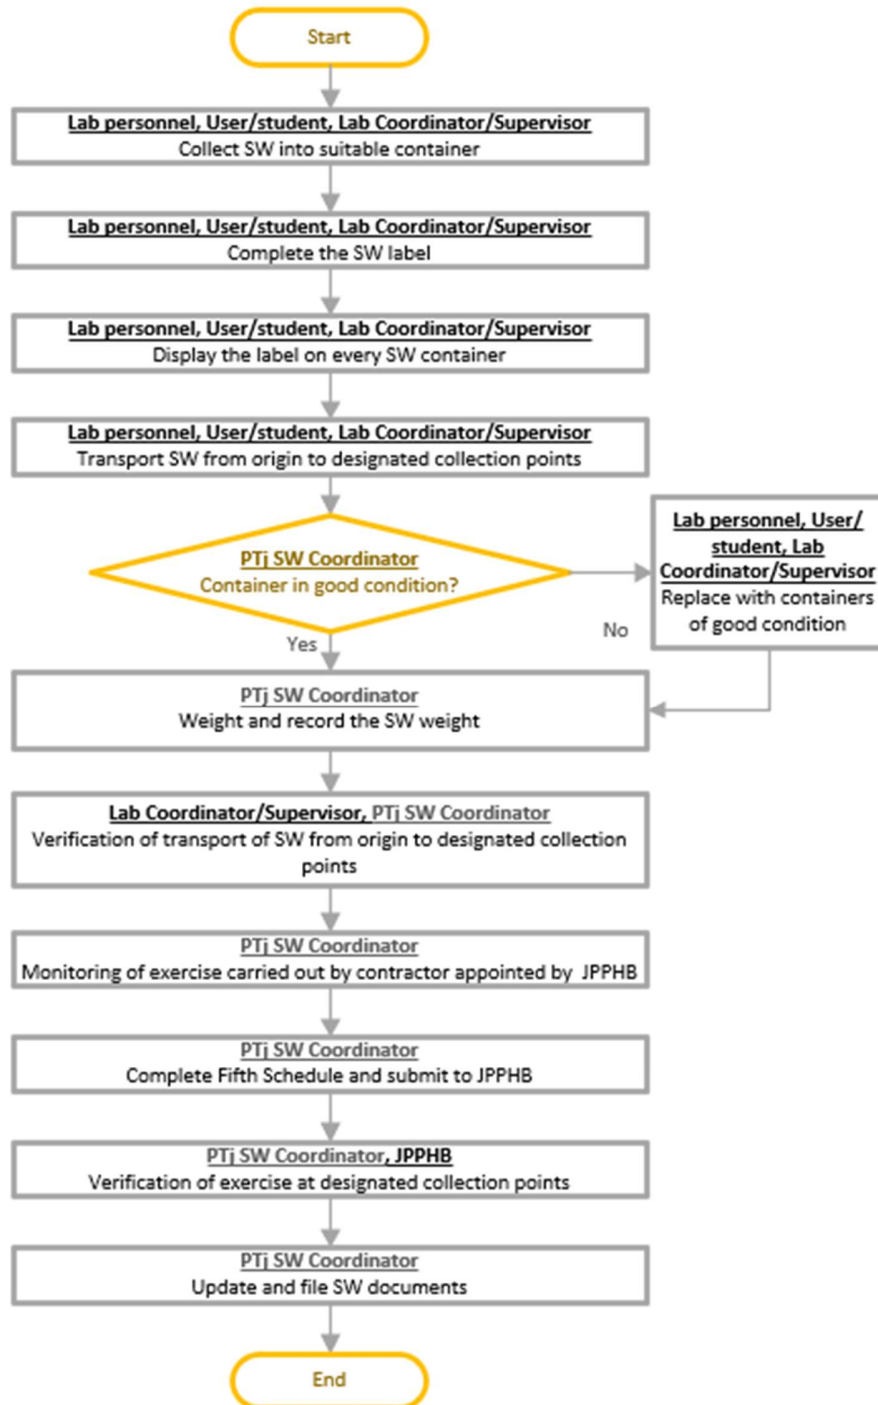 Start
Lab personnel, User/student, Lab Coordinator/Supervisor
Collect SW into suitable container
Lab personnel, User/student, Lab Coordinator/Supervisor
Complete the SW label
Lab personnel, User/student, Lab Coordinator/Supervisor
Display the label on every SW container
Lab personnel, User/student, Lab Coordinator/Supervisor
Transport SW from origin to designated collection points
PTj SW Coordinator
Container in good condition?
Lab personnel, User/
student, Lab
Coordinator/Supervisor
Replace with containers
of good condition
No
Yes
PTj SW Coordinator
Weight and record the SW weight
Lab Coordinator/Supervisor, PTj SW Coordinator
Verification of transport of SW from origin to designated collection
points
PTj SW Coordinator
Monitoring of exercise carried out by contractor appointed by JPPHB
PTj SW Coordinator
Complete Fifth Schedule and submit to JPPHB
PTj SW Coordinator, JPPHB
Verification of exercise at designated collection points
PTj SW Coordinator
Update and file SW documents
End